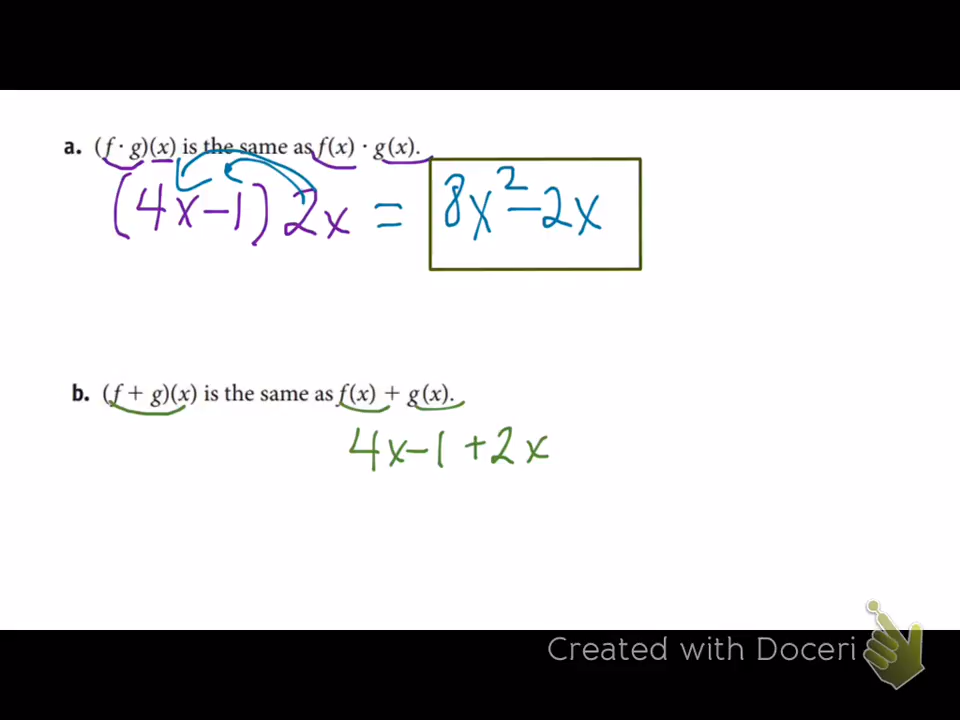 a. (f · g)(x) is the same as f(x) · g(x).
(4x-1) 2x = 8x²-2x
b. (f + g)(x) is the same as f(x) + g(x).
4x-1 +2x
Created with Doceri